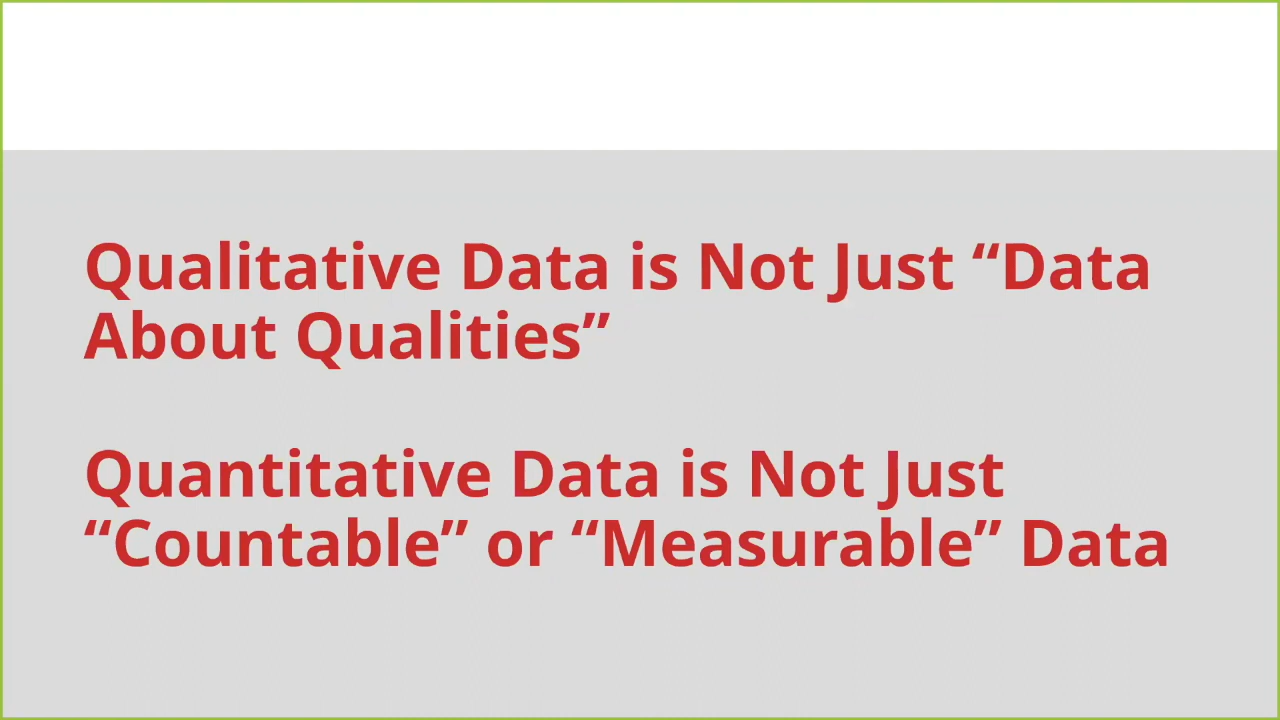 Qualitative Data is Not Just “Data
About Qualities”
Quantitative Data is Not Just
“Countable” or “Measurable” Data